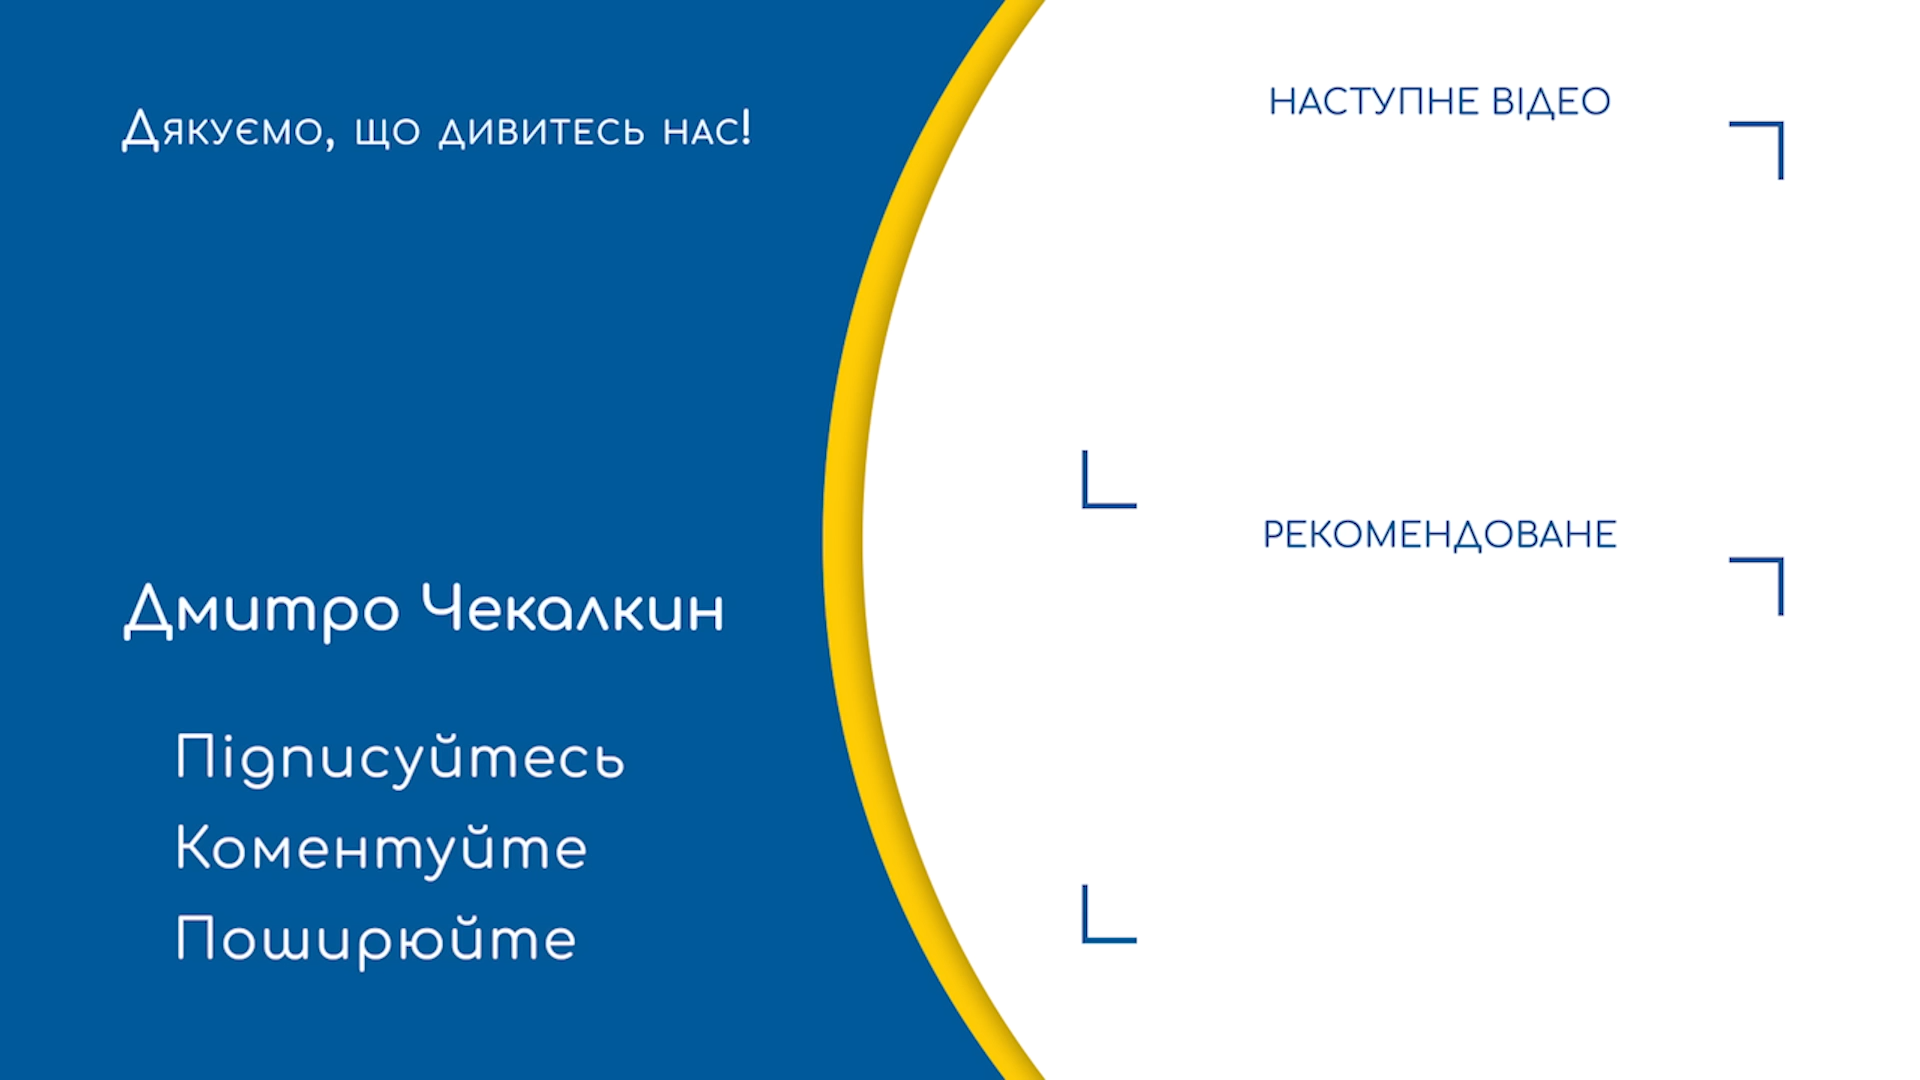 Дякуємо, що дивитесь нас!
Дмитро Чекалкин
Підписуйтесь
Коментуйте
Поширюйте
НАСТУПНЕ ВІДЕО
РЕКОМЕНДОВАНЕ